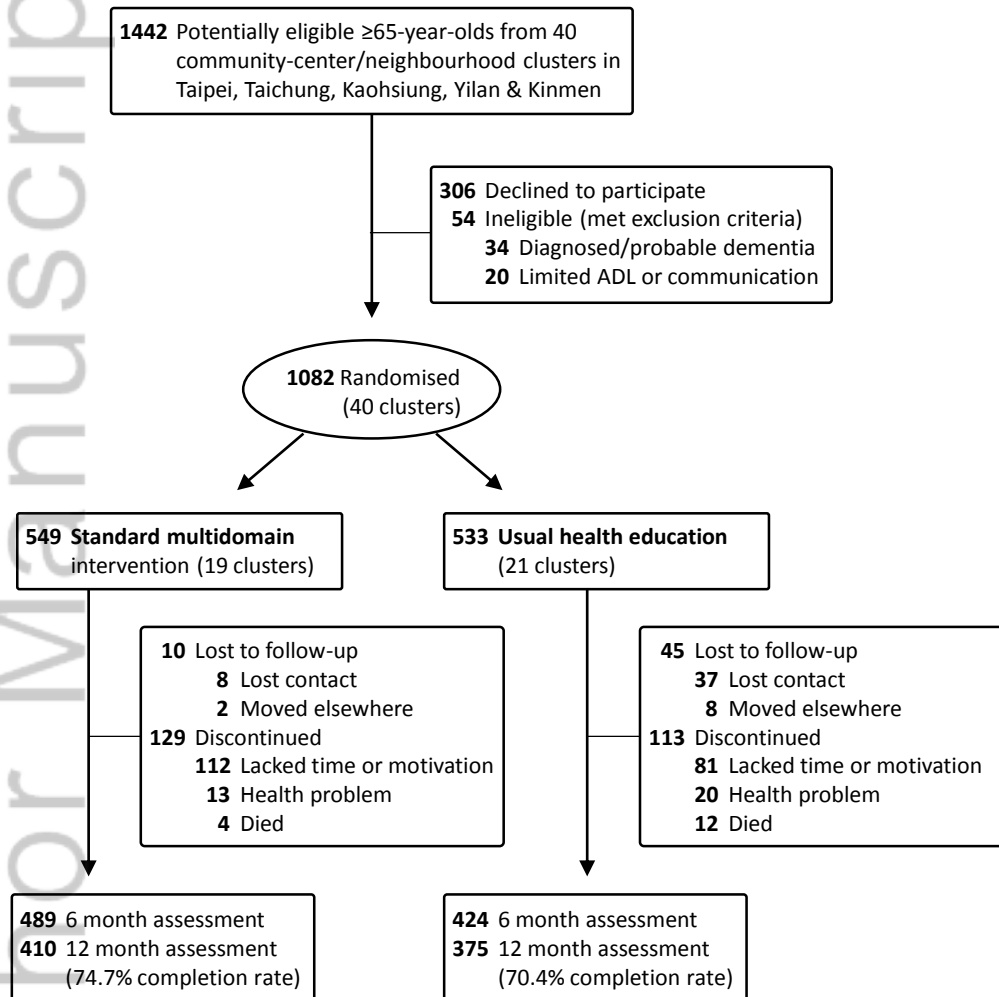 1442 Potentially eligible ≥65-year-olds from 40
community-center/neighbourhood clusters in
Taipei, Taichung, Kaohsiung, Yilan & Kinmen
306 Declined to participate
54 Ineligible (met exclusion criteria)
34 Diagnosed/probable dementia
20 Limited ADL or communication
1082 Randomised
(40 clusters)
549 Standard multidomain
intervention (19 clusters)
533 Usual health education
(21 clusters)
10 Lost to follow-up
8 Lost contact
2 Moved elsewhere
129 Discontinued
112 Lacked time or motivation
13 Health problem
4 Died
45 Lost to follow-up
37 Lost contact
8 Moved elsewhere
113 Discontinued
81 Lacked time or motivation
20 Health problem
12 Died
489 6 month assessment
410 12 month assessment
(74.7% completion rate)
424 6 month assessment
375 12 month assessment
(70.4% completion rate)